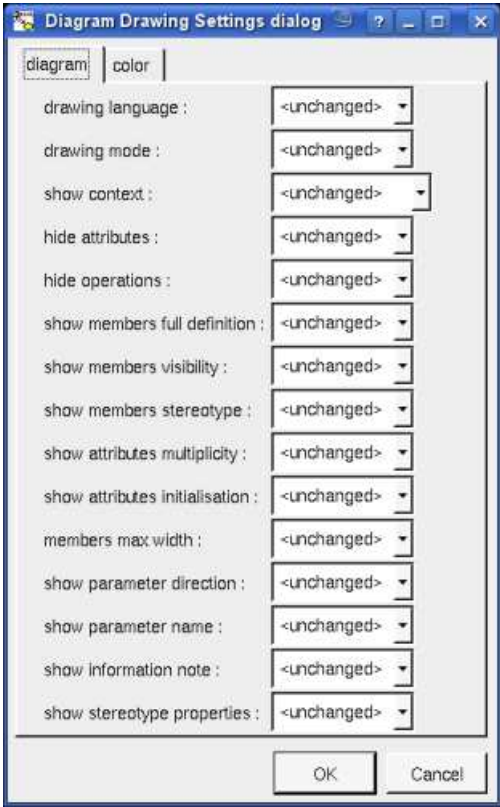 Diagram Drawing Settings dialog ?
diagram color
drawing language : <unchanged>
drawing mode : <unchanged>
show context : <unchanged>
hide attributes : <unchanged>
hide operations : <unchanged>
show members full definition : <unchanged>
show members visibility : <unchanged>
show members stereotype : <unchanged>
show attributes multiplicity : <unchanged>
show attributes initialisation : <unchanged>
members max width : <unchanged>
show parameter direction : <unchanged>
show parameter name : <unchanged>
show information note : <unchanged>
show stereotype properties : <unchanged>
OK Cancel